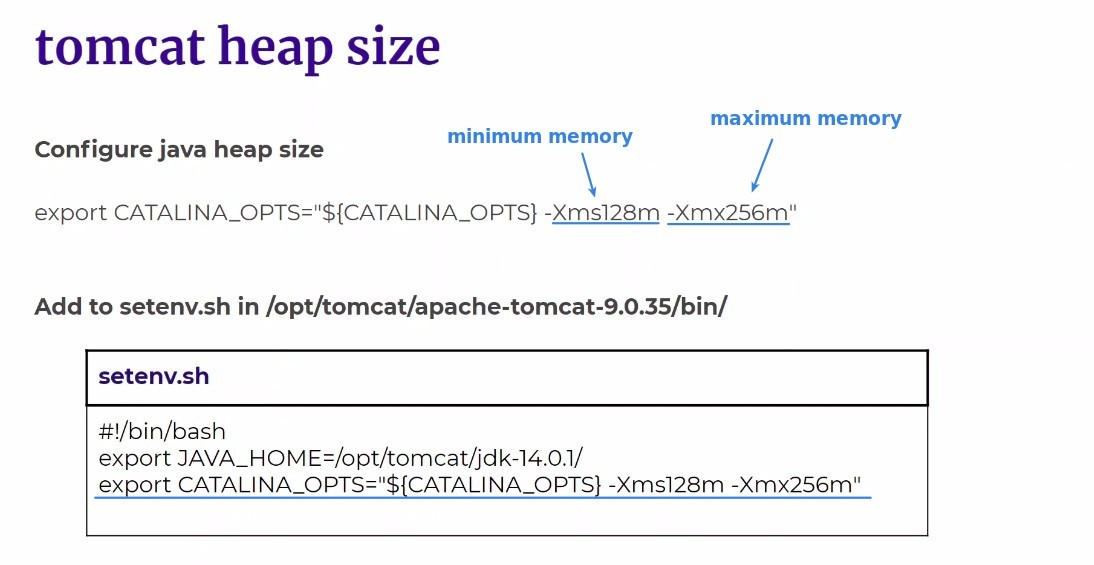 tomcat heap size
maximum memory
minimum memory
Configure java heap size
export CATALINA_OPTS="${CATALINA_OPTS} -Xms128m -Xmx256m"
Add to setenv.sh in /opt/tomcat/apache-tomcat-9.0.35/bin/
setenv.sh
#!/bin/bash
export JAVA_HOME=/opt/tomcat/jdk-14.0.1/
export CATALINA_OPTS="${CATALINA_OPTS} -Xms128m -Xmx256m"